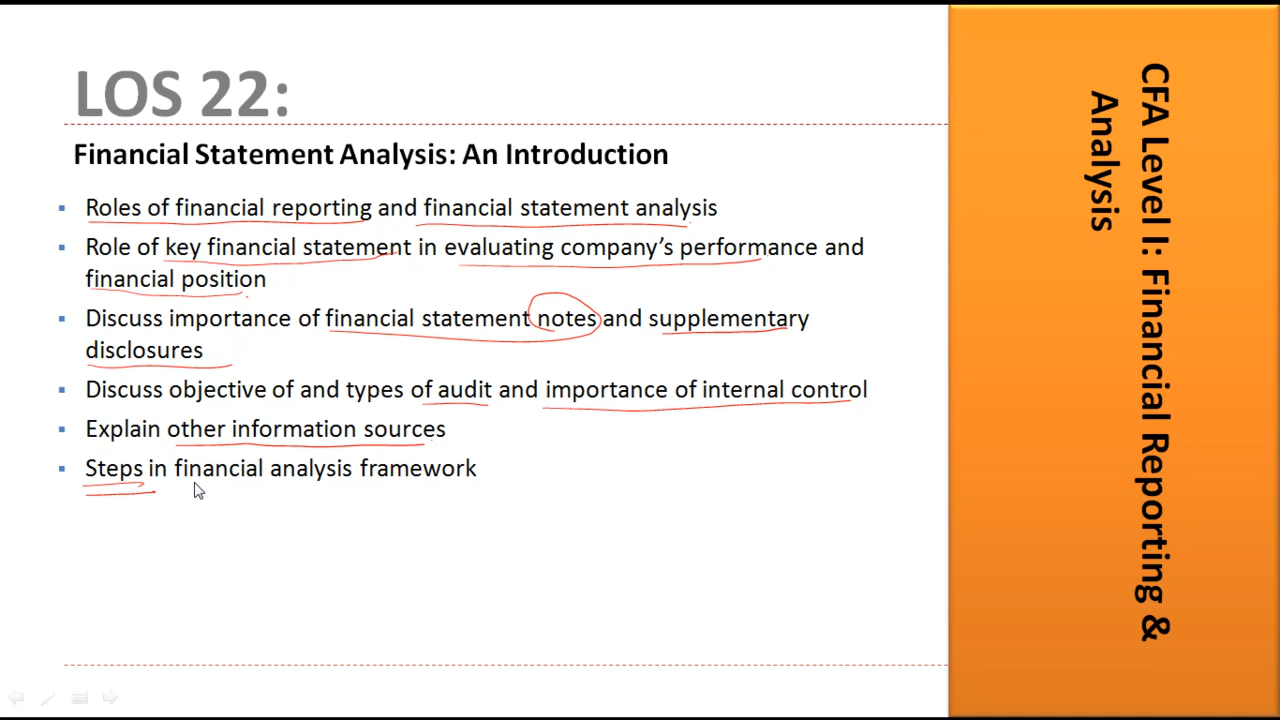 LOS 22:
Financial Statement Analysis: An Introduction
▪ Roles of financial reporting and financial statement analysis
▪ Role of key financial statement in evaluating company's performance and
financial position
▪ Discuss importance of financial statement notes and supplementary
disclosures
▪ Discuss objective of and types of audit and importance of internal control
▪ Explain other information sources
▪ Steps in financial analysis framework
CFA Level I: Financial Reporting &
Analysis